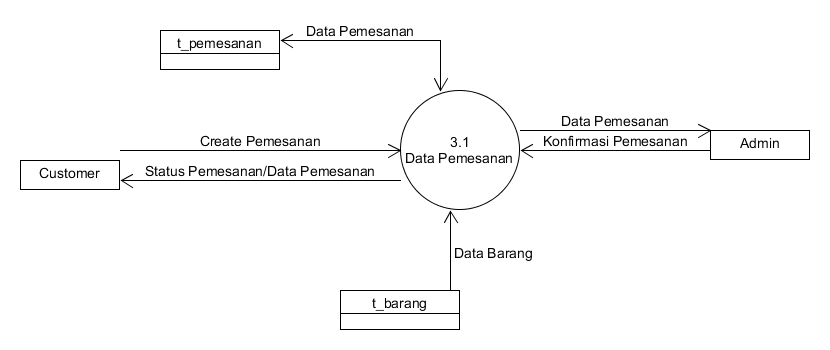 Data Pemesanan
t_pemesanan
Data Pemesanan
Create Pemesanan
3.1
Data Pemesanan
Konfirmasi Pemesanan
Admin
Customer
Status Pemesanan/Data Pemesanan
Data Barang
t_barang